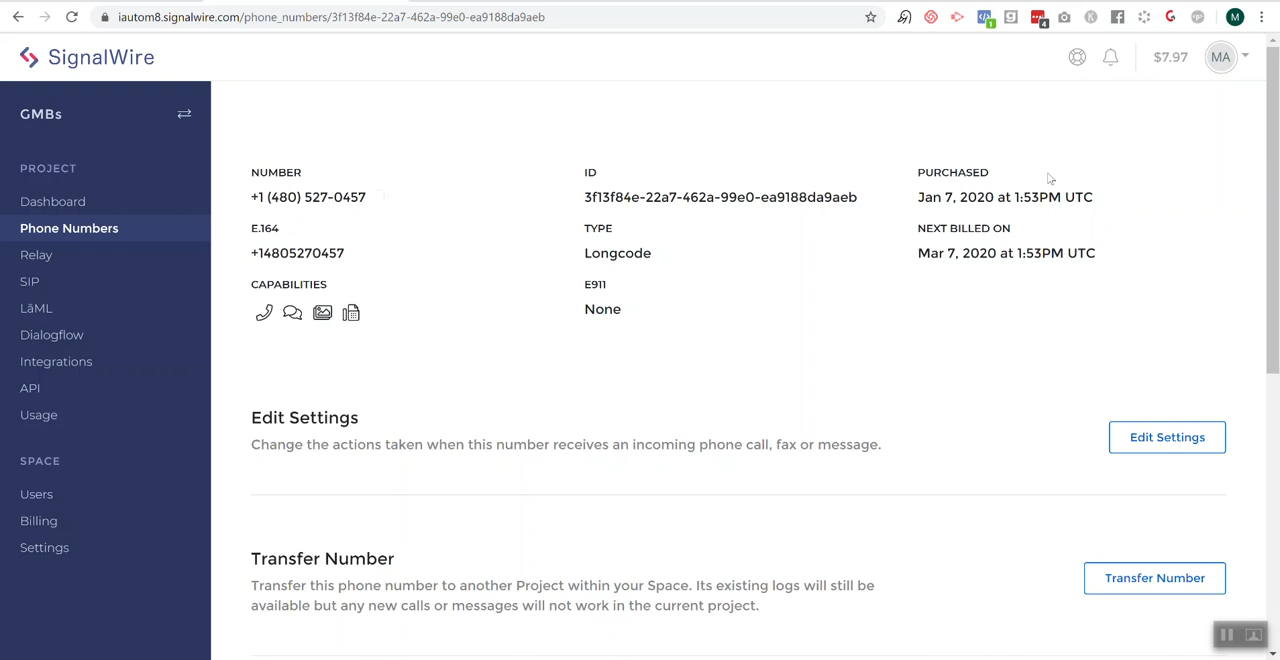 iautom8.signalwire.com/phone_numbers/3f13f84e-22a7-462a-99e0-ea9188da9aeb
SignalWire
$7.97
MA
M
1
4
GMBs
PROJECT
Dashboard
Phone Numbers
Relay
SIP
LāML
Dialogflow
Integrations
API
Usage
SPACE
Users
Billing
Settings
NUMBER
+1 (480) 527-0457
E.164
+14805270457
CAPABILITIES
ID
3f13f84e-22a7-462a-99e0-ea9188da9aeb
TYPE
Longcode
E911
None
PURCHASED
Jan 7, 2020 at 1:53PM UTC
NEXT BILLED ON
Mar 7, 2020 at 1:53PM UTC
Edit Settings
Change the actions taken when this number receives an incoming phone call, fax or message.
Edit Settings
Transfer Number
Transfer this phone number to another Project within your Space. Its existing logs will still be
available but any new calls or messages will not work in the current project.
Transfer Number